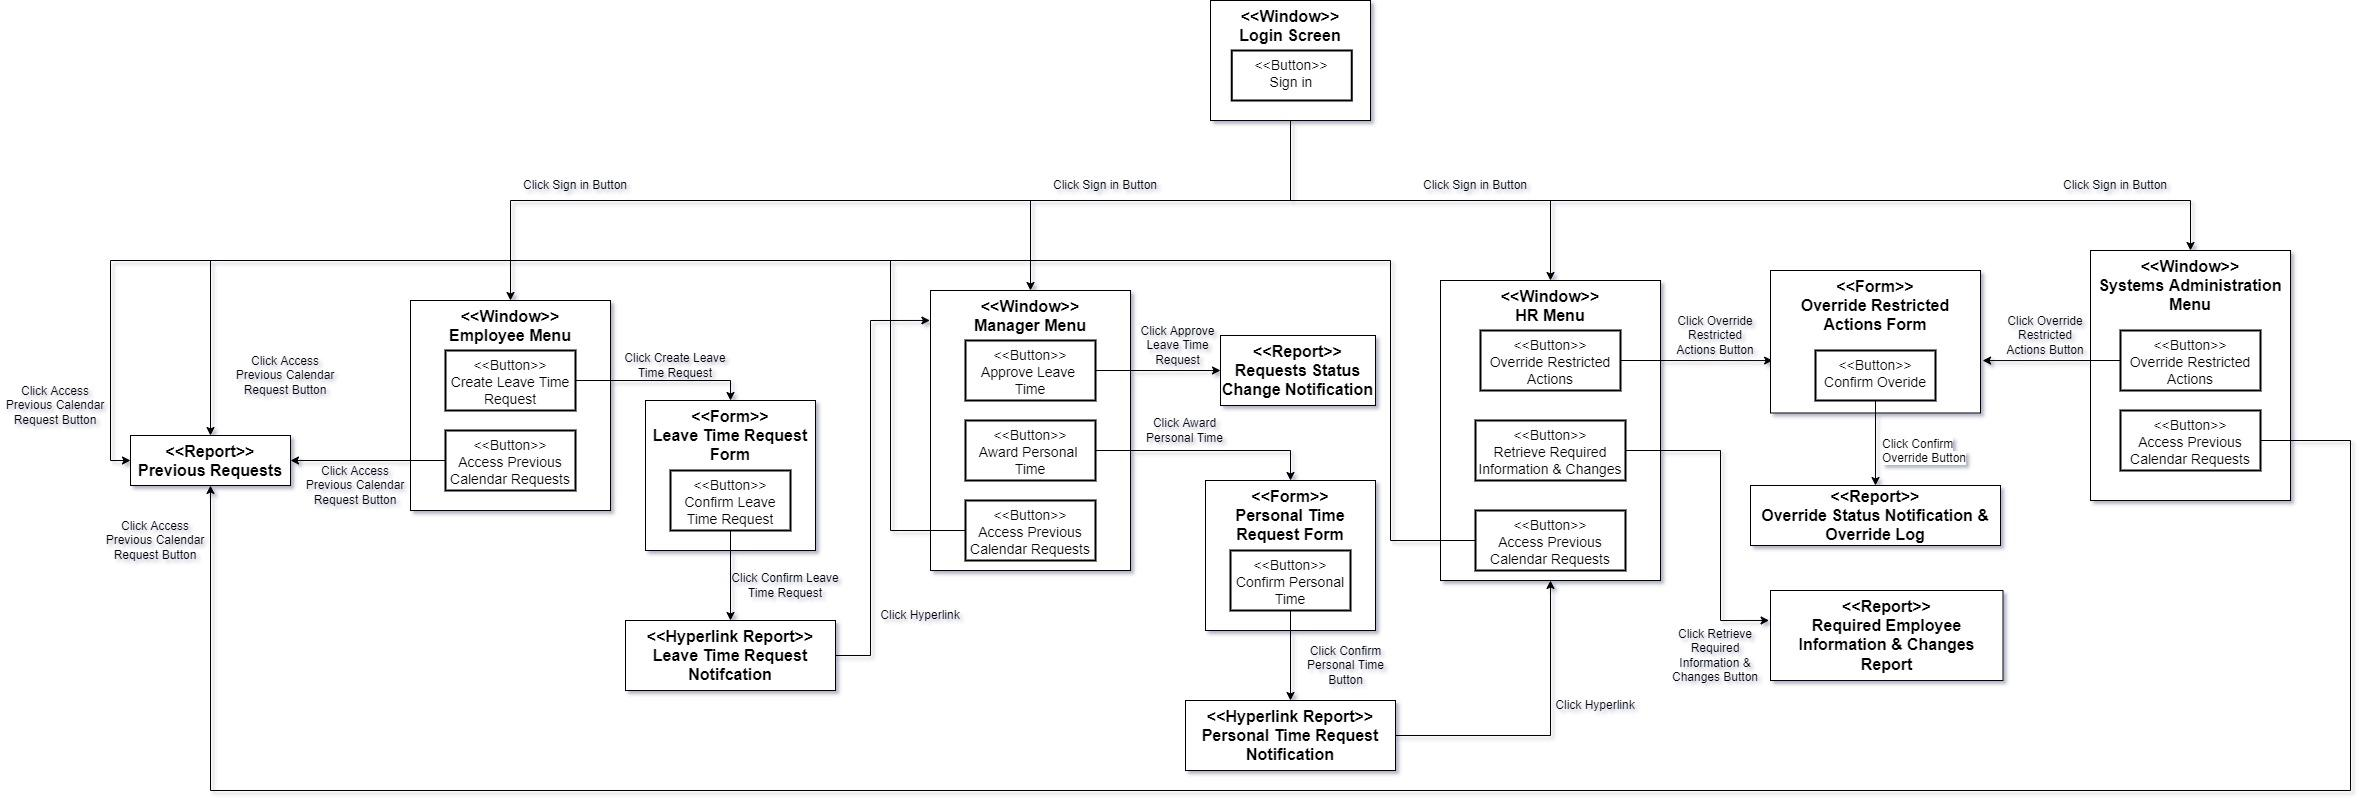 <<Window>>
Login Screen
<<Button>>
Sign in
Click Sign in Button
Click Sign in Button
Click Sign in Button
Click Sign in Button
Click Access
Previous Calendar
Request Button
Click Access
Previous Calendar
Request Button
<<Report>>
Previous Requests
Click Access
Previous Calendar
Request Button
Click Access
Previous Calendar
Request Button
<<Window>>
Employee Menu
<<Button>>
Create Leave Time
Request
<<Button>>
Access Previous
Calendar Requests
Click Create Leave
Time Request
<<Form>>
Leave Time Request
Form
<<Button>>
Confirm Leave
Time Request
Click Confirm Leave
Time Request
<<Hyperlink Report>>
Leave Time Request
Notifcation
Click Hyperlink
<<Window>>
Manager Menu
<<Button>>
Approve Leave
Time
<<Button>>
Award Personal
Time
<<Button>>
Access Previous
Calendar Requests
Click Approve
Leave Time
Request
<<Report>>
Requests Status
Change Notification
Click Award
Personal Time
<<Form>>
Personal Time
Request Form
<<Button>>
Confirm Personal
Time
Click Confirm
Personal Time
Button
<<Hyperlink Report>>
Personal Time Request
Notification
Click Hyperlink
<<Window>>
HR Menu
<<Button>>
Override Restricted
Actions
<<Button>>
Retrieve Required
Information & Changes
<<Button>>
Access Previous
Calendar Requests
Click Override
Restricted
Actions Button
<<Form>>
Override Restricted
Actions Form
<<Button>>
Confirm Overide
Click Confirm
Override Button
<<Report>>
Override Status Notification &
Override Log
Click Retrieve
Required
Information &
Changes Button
<<Report>>
Required Employee
Information & Changes
Report
Click Override
Restricted
Actions Button
<<Window>>
Systems Administration
Menu
<<Button>>
Override Restricted
Actions
<<Button>>
Access Previous
Calendar Requests